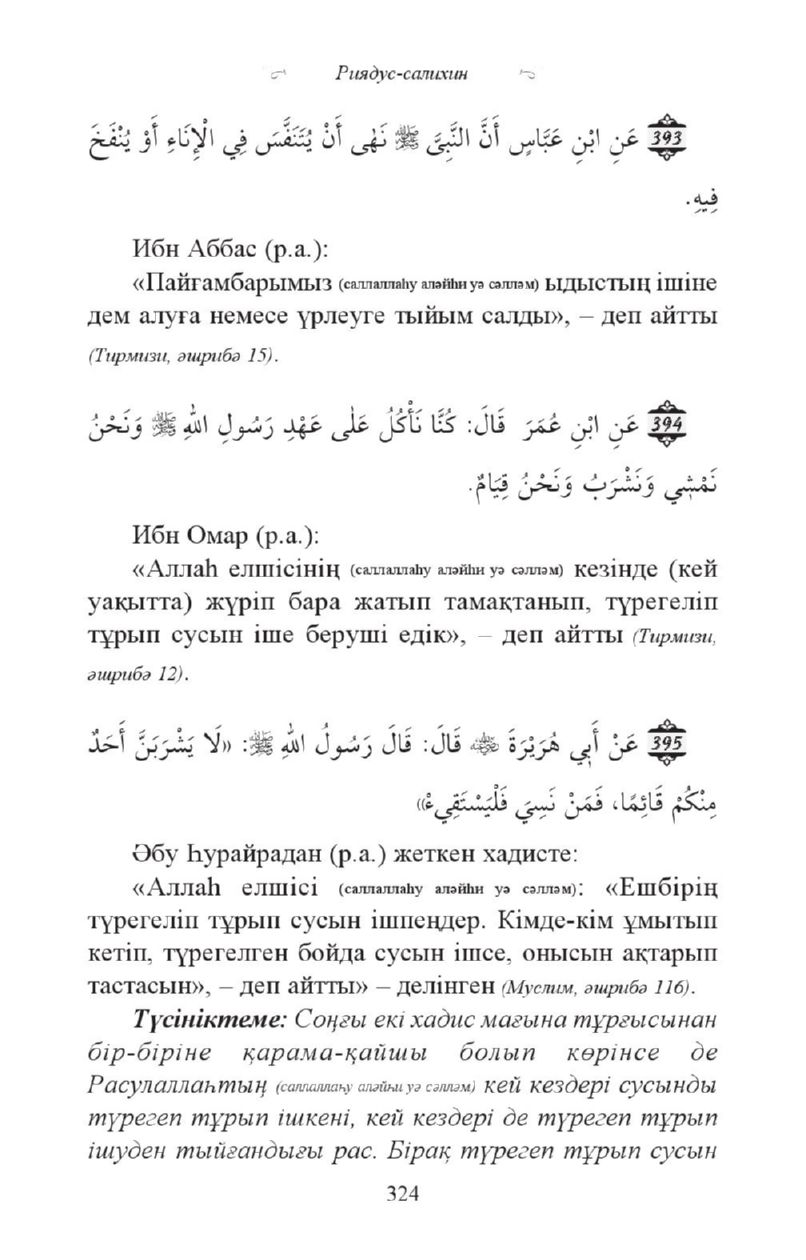 Риядус-салихин
393 عَنِ ابْنِ عَبَّاسٍ أَنَّ النَّبِيَّ ﷺ نَهٰى أَنْ يُتَنَفَّسَ فِي الْإِنَاءِ أَوْ يُنْفَخَ
فِيهِ.
Ибн Аббас (р.а.):
«Пайғамбарымыз (саллаллаһу аләйһи уә сәлләм) ыдыстың ішіне
дем алуға немесе үрлеуге тыйым салды», – деп айтты
(Тирмизи, әшрибә 15).
394 عَنِ ابْنِ عُمَرَ قَالَ: كُنَّا نَأْكُلُ عَلٰى عَهْدِ رَسُولِ اللهِ ﷺ وَنَحْنُ
نَمْشِي وَنَشْرَبُ وَنَحْنُ قِيَامٌ.
Ибн Омар (р.а.):
«Аллаһ елшісінің (саллаллаһу аләйһи уә сәлләм) кезінде (кей
уақытта) жүріп бара жатып тамақтанып, түрегеліп
тұрып сусын іше беруші едік», – деп айтты (Тирмизи,
әшрибә 12).
395 عَنْ أَبِي هُرَيْرَةَ ﷺ قَالَ: قَالَ رَسُولُ اللهِ ﷺ: «لَا يَشْرَبَنَّ أَحَدٌ
مِنْكُمْ قَائِمًا، فَمَنْ نَسِيَ فَلْيَسْتَقِيءْ»
Әбу Һурайрадан (р.а.) жеткен хадисте:
«Аллаһ елшісі (саллаллаһу аләйһи уә сәлләм): «Ешбірің
түрегеліп тұрып сусын ішпеңдер. Кімде-кім ұмытып
кетіп, түрегелген бойда сусын ішсе, онысын ақтарып
тастасын», – деп айтты» – делінген (Муслим, әшрибә 116).
Түсініктеме: Соңғы екі хадис мағына тұрғысынан
бір-біріне қарама-қайшы болып көрінсе де
Расулаллаһтың (саллаллаһу аләйһи уә сәлләм) кей кездері сусынды
түрегеп тұрып ішкені, кей кездері де түрегеп тұрып
ішуден тыйғандығы рас. Бірақ түрегеп тұрып сусын
324